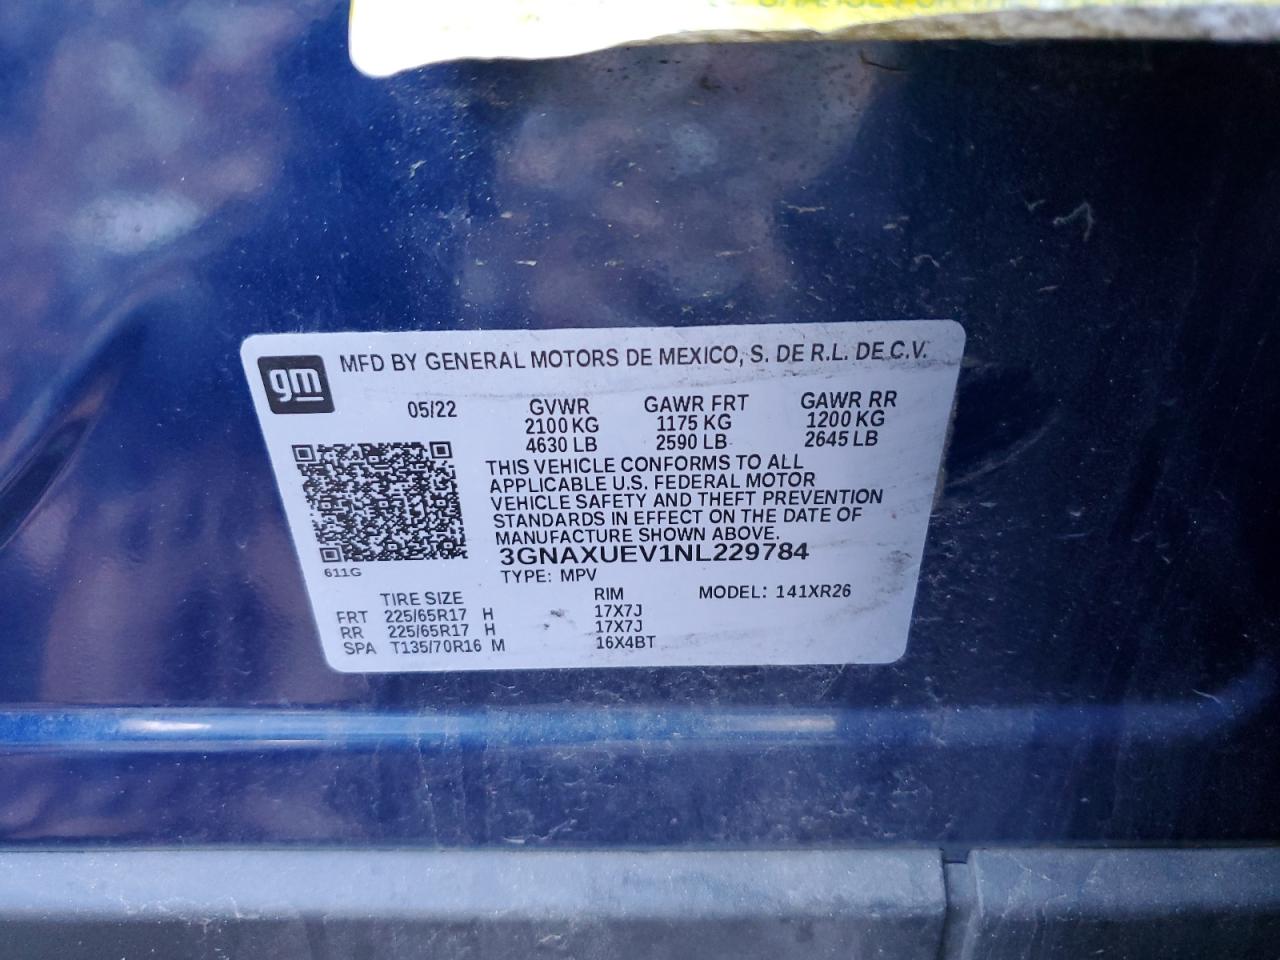 gm
MFD BY GENERAL MOTORS DE MEXICO, S. DE R.L. DE C.V.
05/22 GVWR GAWR FRT GAWR RR
2100 KG 1175 KG 1200 KG
4630 LB 2590 LB 2645 LB
THIS VEHICLE CONFORMS TO ALL
APPLICABLE U.S. FEDERAL MOTOR
VEHICLE SAFETY AND THEFT PREVENTION
STANDARDS IN EFFECT ON THE DATE OF
MANUFACTURE SHOWN ABOVE.
3GNAXUEV1NL229784
611G
TYPE: MPV
TIRE SIZE RIM MODEL: 141XR26
FRT 225/65R17 H 17X7J
RR 225/65R17 H 17X7J
SPA T135/70R16 M 16X4BT